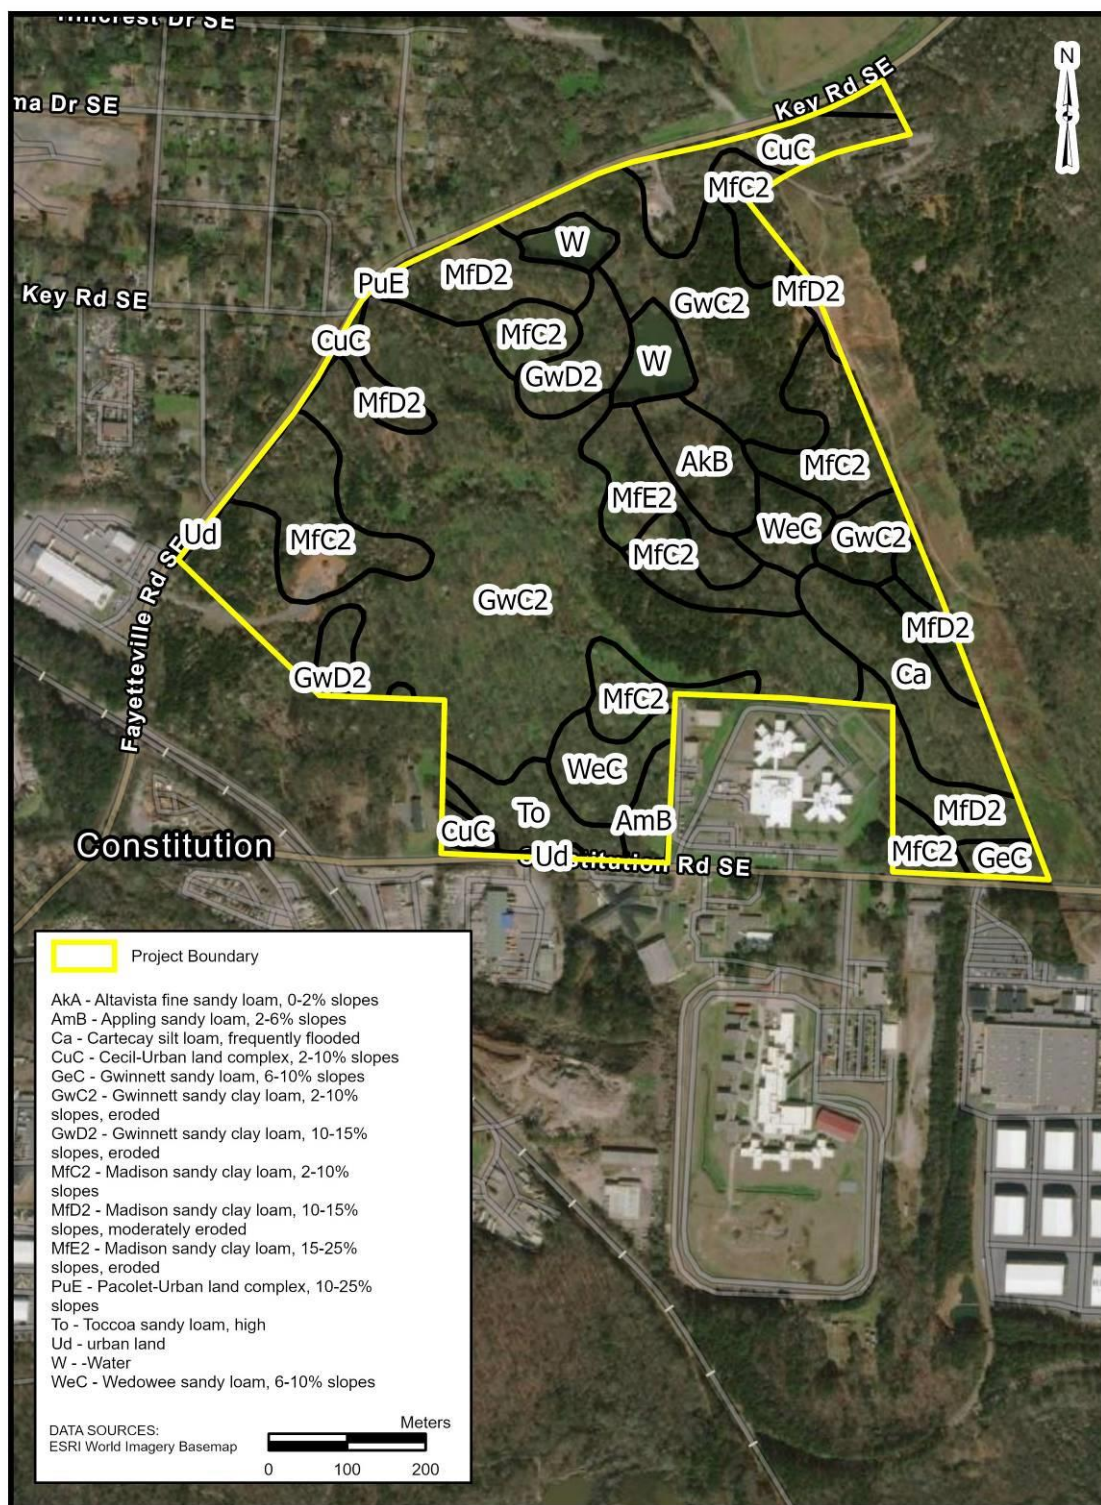 Hillcrest Dr SE
ma Dr SE
Key Rd SE
N
CuC
MfC2
W
MfD2
PuE
Key Rd SE
GwC2
MfD2
CuC
MfC2
W
GwD2
MfD2
AkB
MfC2
MfE2
Ud
MfC2
WeC
GwC2
MfC2
GwC2
MfD2
Fayetteville Rd SE
GwD2
Ca
MfC2
WeC
To
AmB
MfD2
CuC
Constitution
Ud
Constitution Rd SE
MfC2
GeC
Project Boundary
AkA - Altavista fine sandy loam, 0-2% slopes
AmB - Appling sandy loam, 2-6% slopes
Ca - Cartecay silt loam, frequently flooded
CuC - Cecil-Urban land complex, 2-10% slopes
GeC - Gwinnett sandy loam, 6-10% slopes
GwC2 - Gwinnett sandy clay loam, 2-10%
slopes, eroded
GwD2 - Gwinnett sandy clay loam, 10-15%
slopes, eroded
MfC2 - Madison sandy clay loam, 2-10%
slopes
MfD2 - Madison sandy clay loam, 10-15%
slopes, moderately eroded
MfE2 - Madison sandy clay loam, 15-25%
slopes, eroded
PuE - Pacolet-Urban land complex, 10-25%
slopes
To - Toccoa sandy loam, high
Ud - urban land
W - -Water
WeC - Wedowee sandy loam, 6-10% slopes
DATA SOURCES:
ESRI World Imagery Basemap
Meters
0 100 200